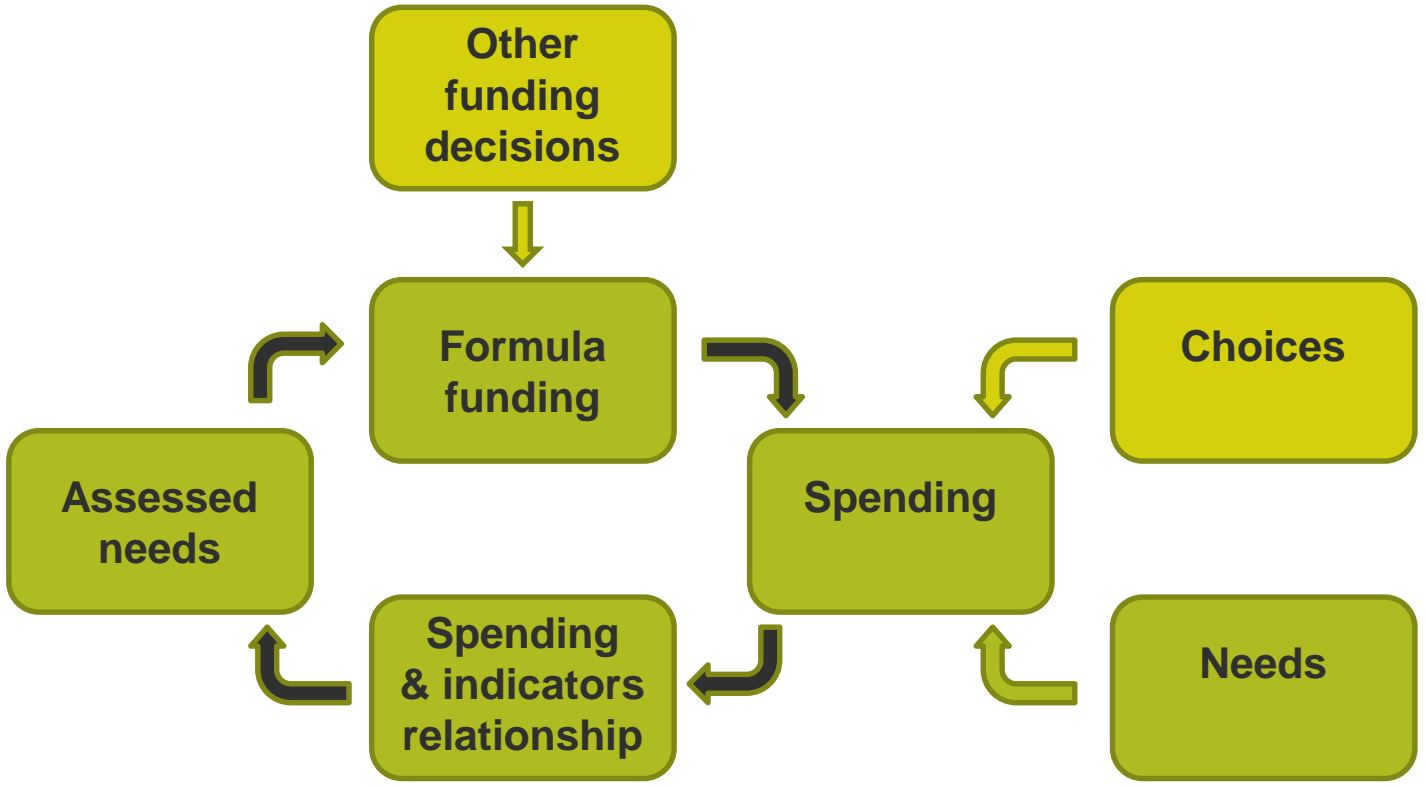 Other
funding
decisions
Formula
funding
Choices
Assessed
needs
Spending
Spending
& indicators
relationship
Needs